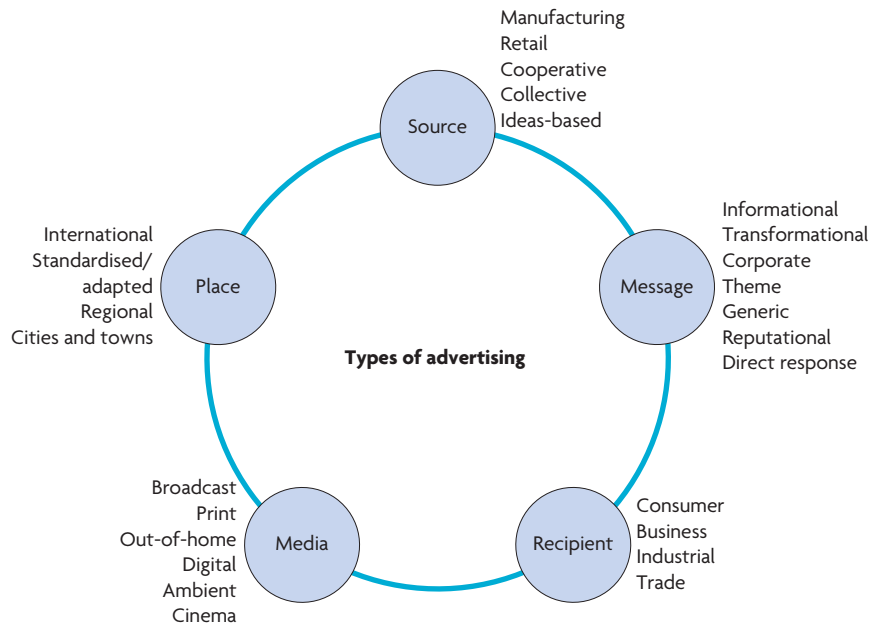 Manufacturing
Retail
Cooperative
Collective
Ideas-based
Source
Informational
Transformational
Corporate
Theme
Generic
Reputational
Direct response
Message
International
Standardised/
adapted
Regional
Cities and towns
Place
Types of advertising
Broadcast
Print
Out-of-home
Digital
Ambient
Cinema
Media
Recipient
Consumer
Business
Industrial
Trade